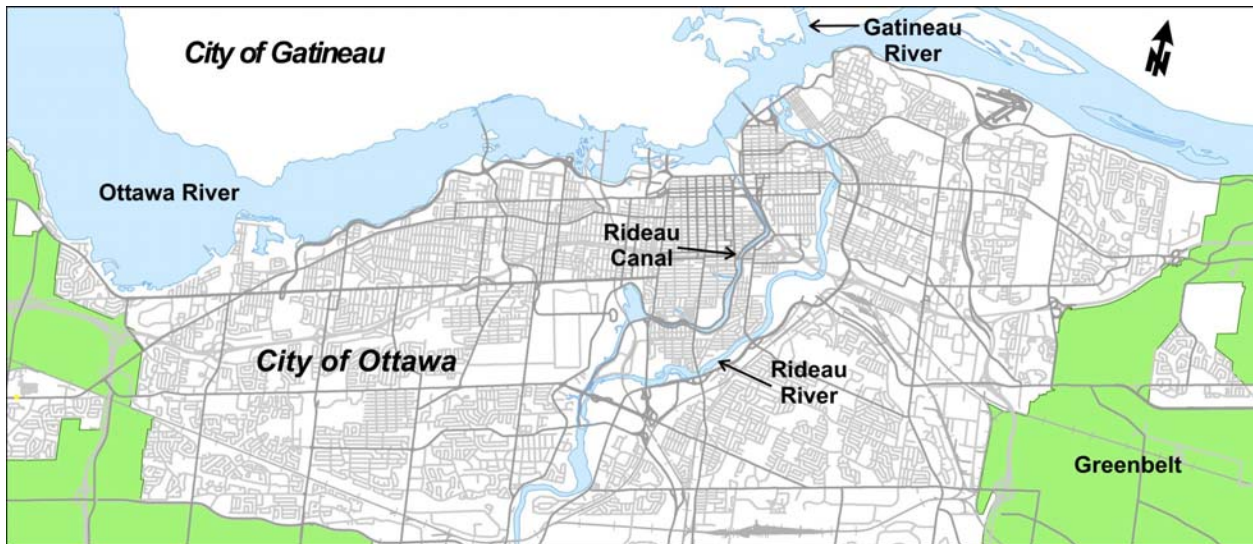 City of Gatineau
Gatineau
River
N
Ottawa River
Rideau
Canal
City of Ottawa
Rideau
River
Greenbelt